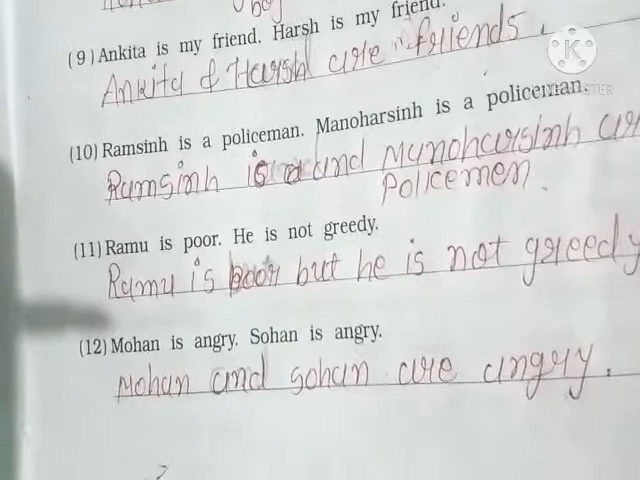 boy
(9) Ankita is my friend. Harsh is my friend.
Ankita & Harsh are friends.
(10) Ramsinh is a policeman. Manoharsinh is a policeman.
Ramsinh is and Manoharsinh ar
Policemen.
(11) Ramu is poor. He is not greedy.
Ramu is poor but he is not greedy
(12) Mohan is angry. Sohan is angry.
Mohan and Sohan are angry.